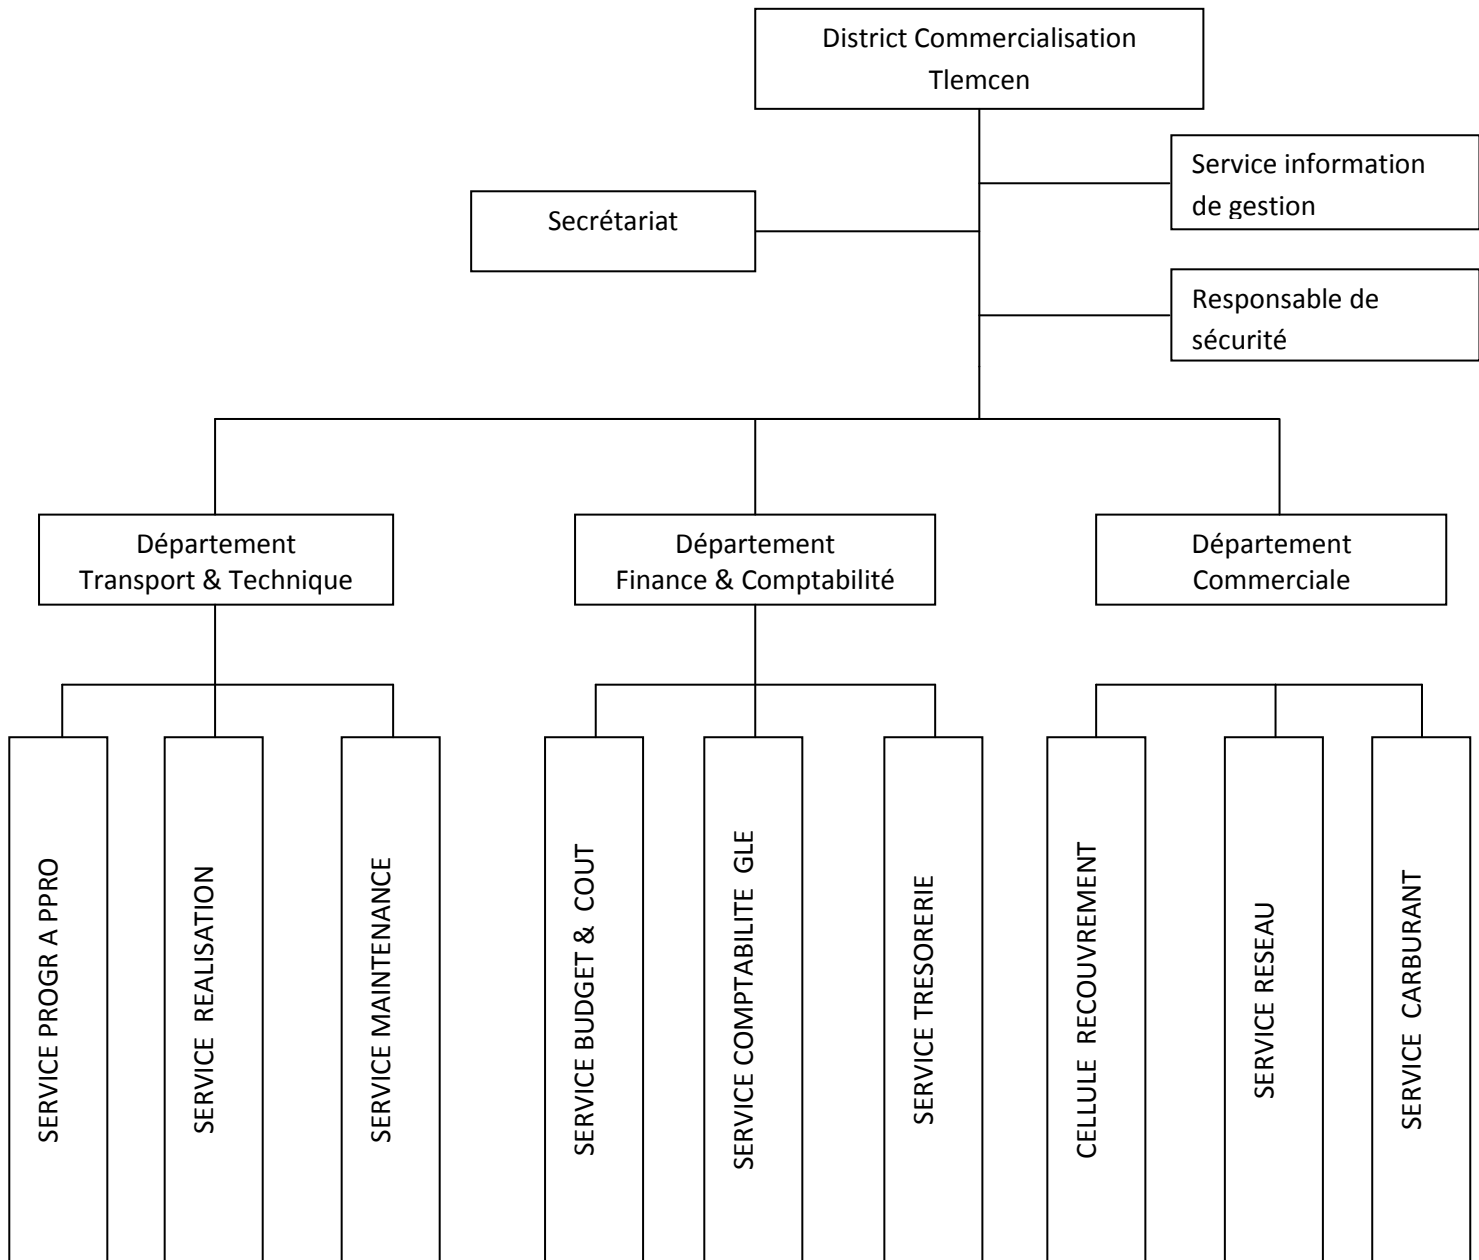 District Commercialisation
Tlemcen
Service information
de gestion
Secrétariat
Responsable de
sécurité
Département
Transport & Technique
Département
Finance & Comptabilité
Département
Commerciale
SERVICE PROGR A PPRO
SERVICE REALISATION
SERVICE MAINTENANCE
SERVICE BUDGET & COUT
SERVICE COMPTABILITE GLE
SERVICE TRESORERIE
CELLULE RECOUVREMENT
SERVICE RESEAU
SERVICE CARBURANT